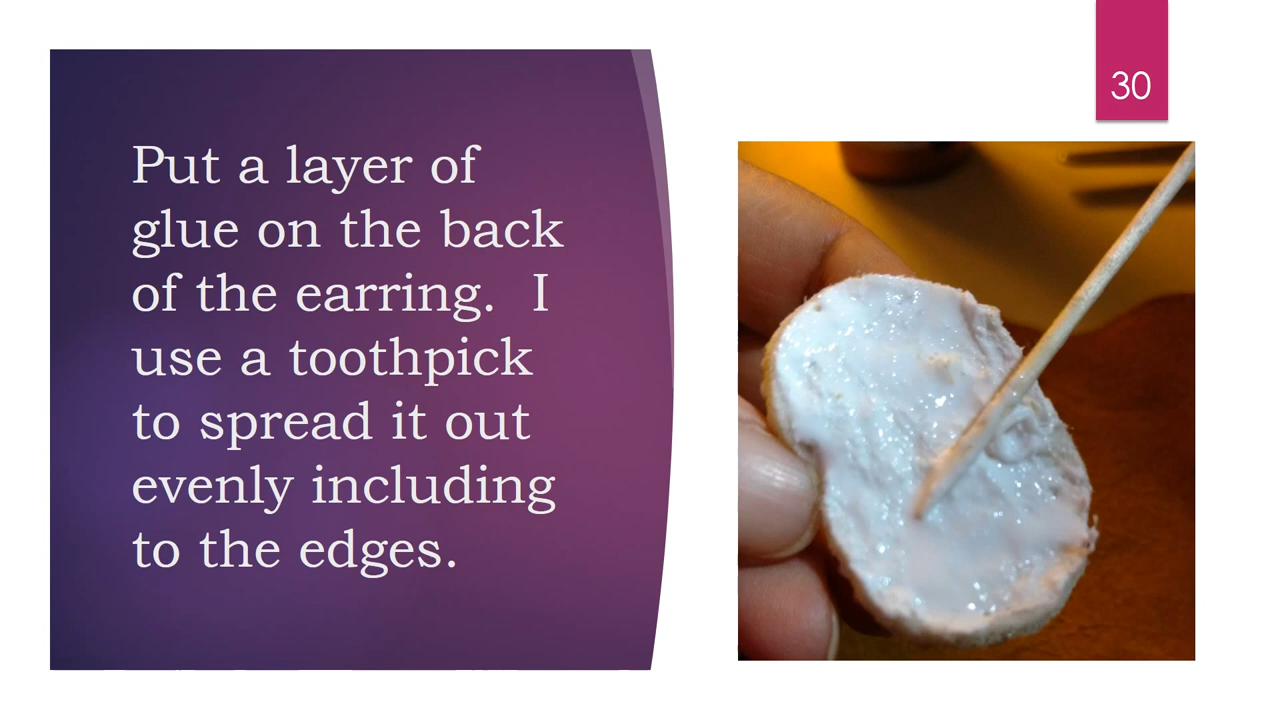 30
Put a layer of
glue on the back
of the earring.  I
use a toothpick
to spread it out
evenly including
to the edges.